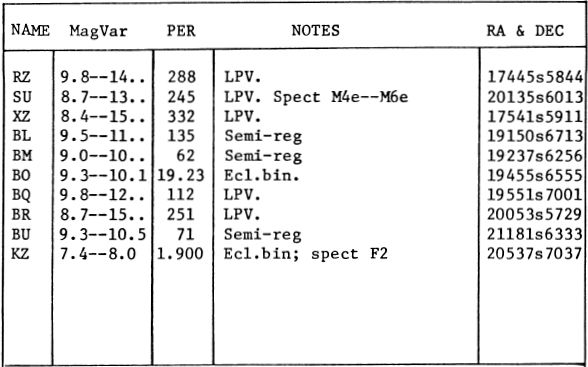 NAME MagVar PER NOTES RA & DEC
RZ 9.8--14.. 288 LPV. 17445s5844
SU 8.7--13.. 245 LPV. Spect M4e--M6e 20135s6013
XZ 8.4--15.. 332 LPV. 17541s5911
BL 9.5--11.. 135 Semi-reg 19150s6713
BM 9.0--10.. 62 Semi-reg 19237s6256
BO 9.3--10.1 19.23 Ecl.bin. 19455s6555
BQ 9.8--12.. 112 LPV. 19551s7001
BR 8.7--15.. 251 LPV. 20053s5729
BU 9.3--10.5 71 Semi-reg 21181s6333
KZ 7.4--8.0 1.900 Ecl.bin; spect F2 20537s7037